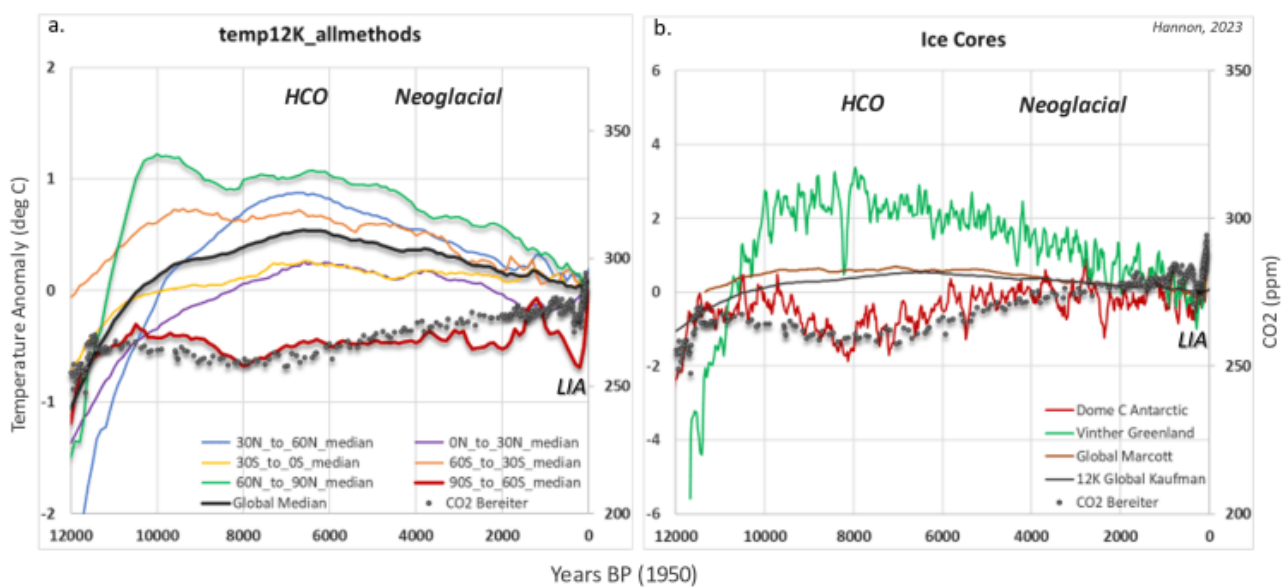 a.
temp12K_allmethods
HCO
Neoglacial
LIA
Temperature Anomaly (deg C)
2
1
0
-1
-2
350
300
250
200
30N_to_60N_median
0N_to_30N_median
30S_to_0S_median
60S_to_30S_median
60N_to_90N_median
90S_to_60S_median
Global Median
CO2 Bereiter
12000 10000 8000 6000 4000 2000 0
b.
Ice Cores
Hannon, 2023
HCO
Neoglacial
LIA
6
4
2
0
-2
-4
-6
350
300
250
200
CO2 (ppm)
Dome C Antarctic
Vinther Greenland
Global Marcott
12K Global Kaufman
CO2 Bereiter
12000 10000 8000 6000 4000 2000 0
Years BP (1950)